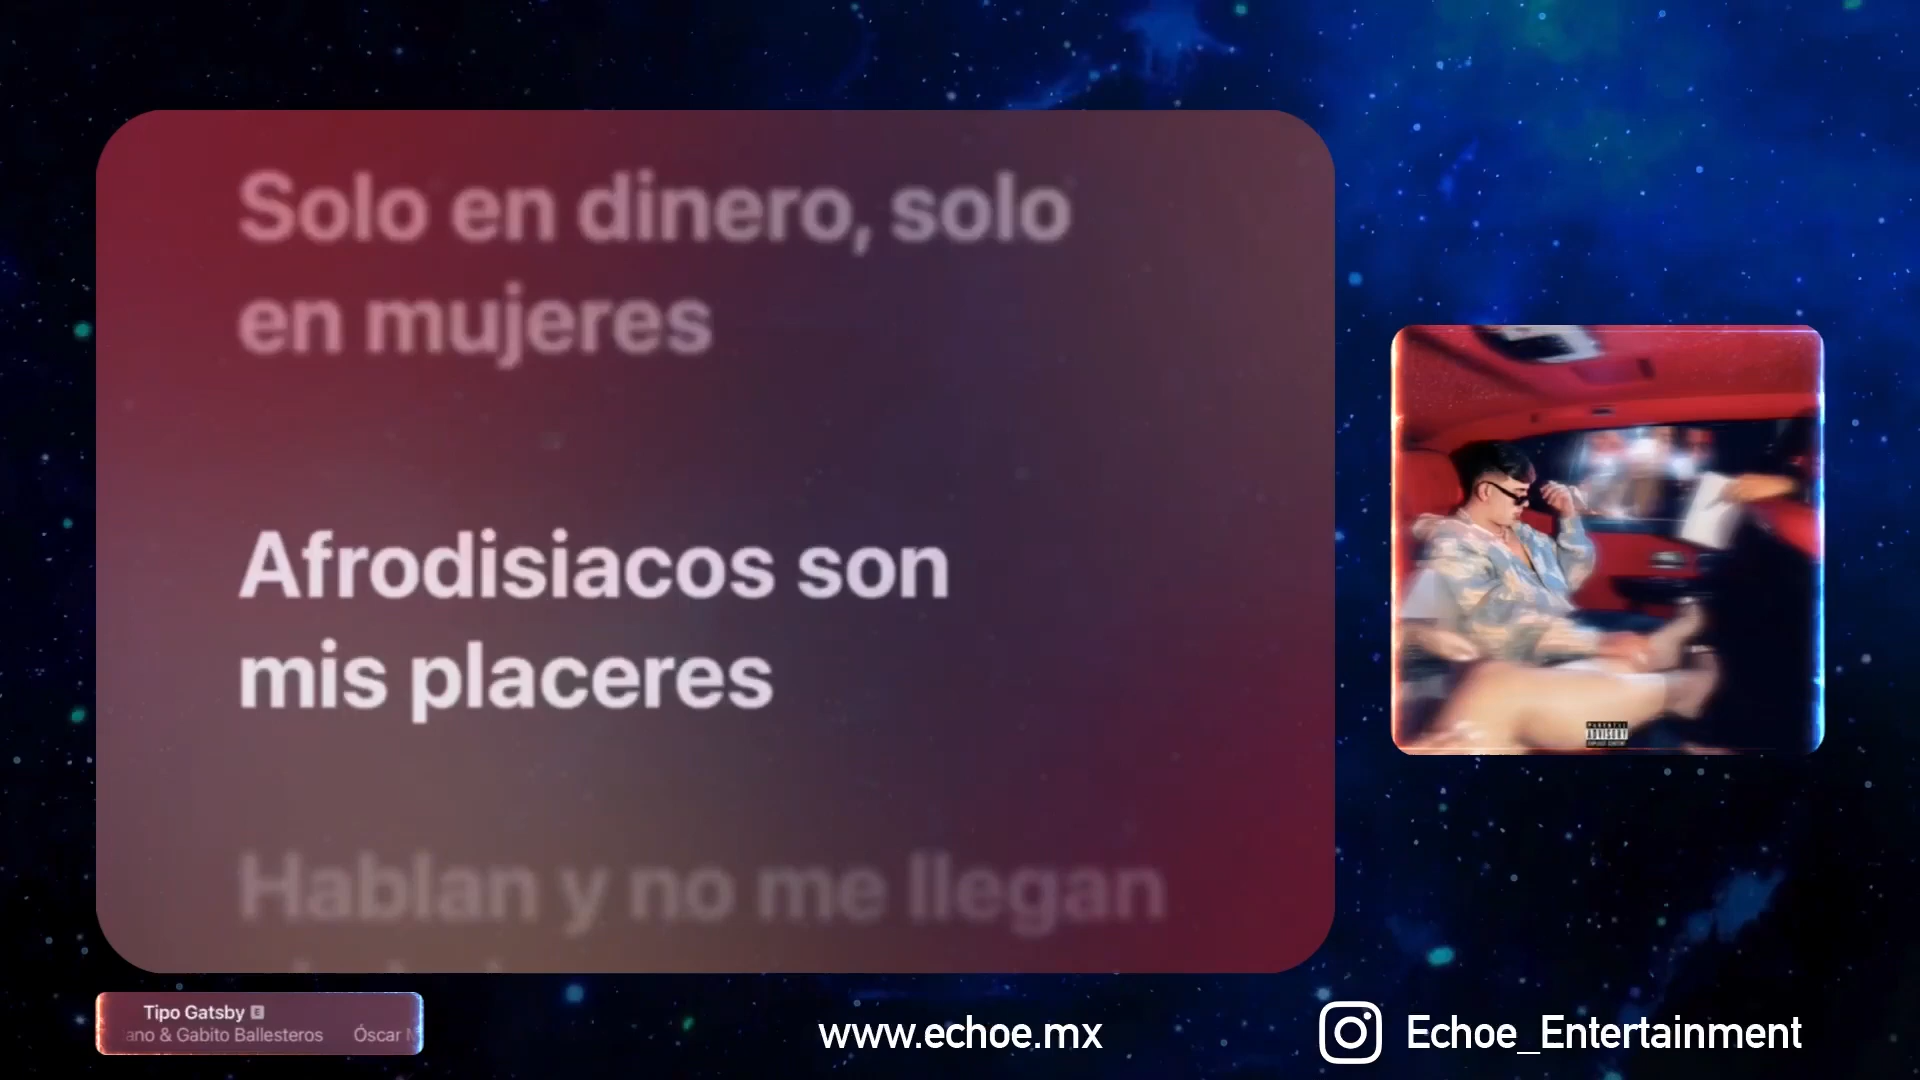 Solo en dinero, solo
en mujeres
Afrodisiacos son
mis placeres
Hablan y no me llegan
Tipo Gatsby E
ano & Gabito Ballesteros Óscar
www.echoe.mx
Echoe_Entertainment
ADVISORY